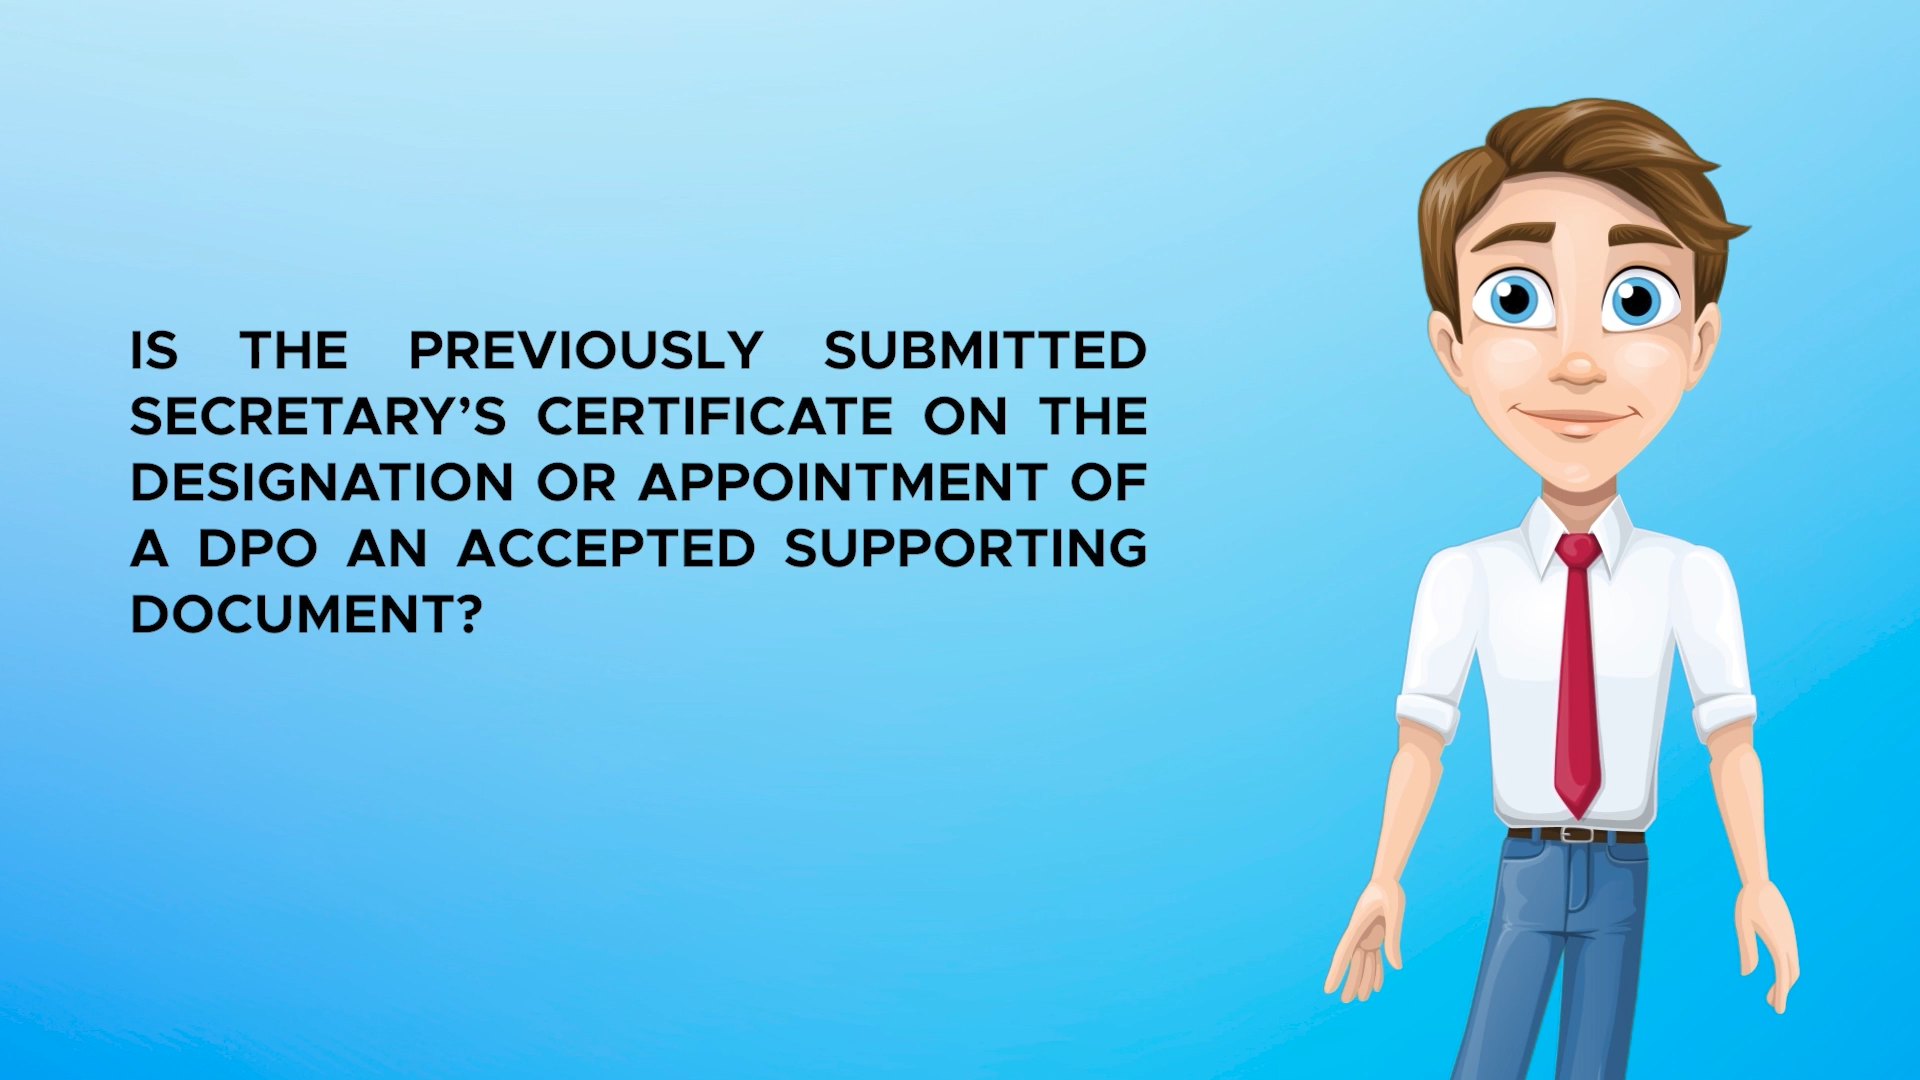 IS THE PREVIOUSLY SUBMITTED
SECRETARY’S CERTIFICATE ON THE
DESIGNATION OR APPOINTMENT OF
A DPO AN ACCEPTED SUPPORTING
DOCUMENT?